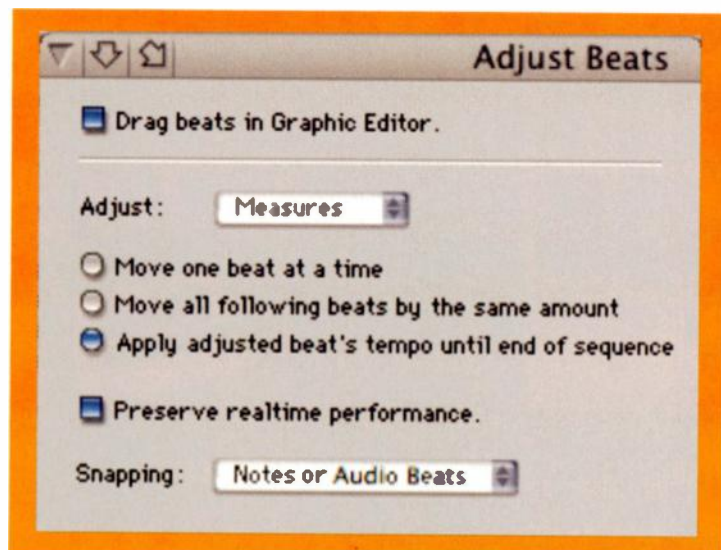 Adjust Beats
Drag beats in Graphic Editor.
Adjust: Measures
Move one beat at a time
Move all following beats by the same amount
Apply adjusted beat's tempo until end of sequence
Preserve realtime performance.
Snapping: Notes or Audio Beats